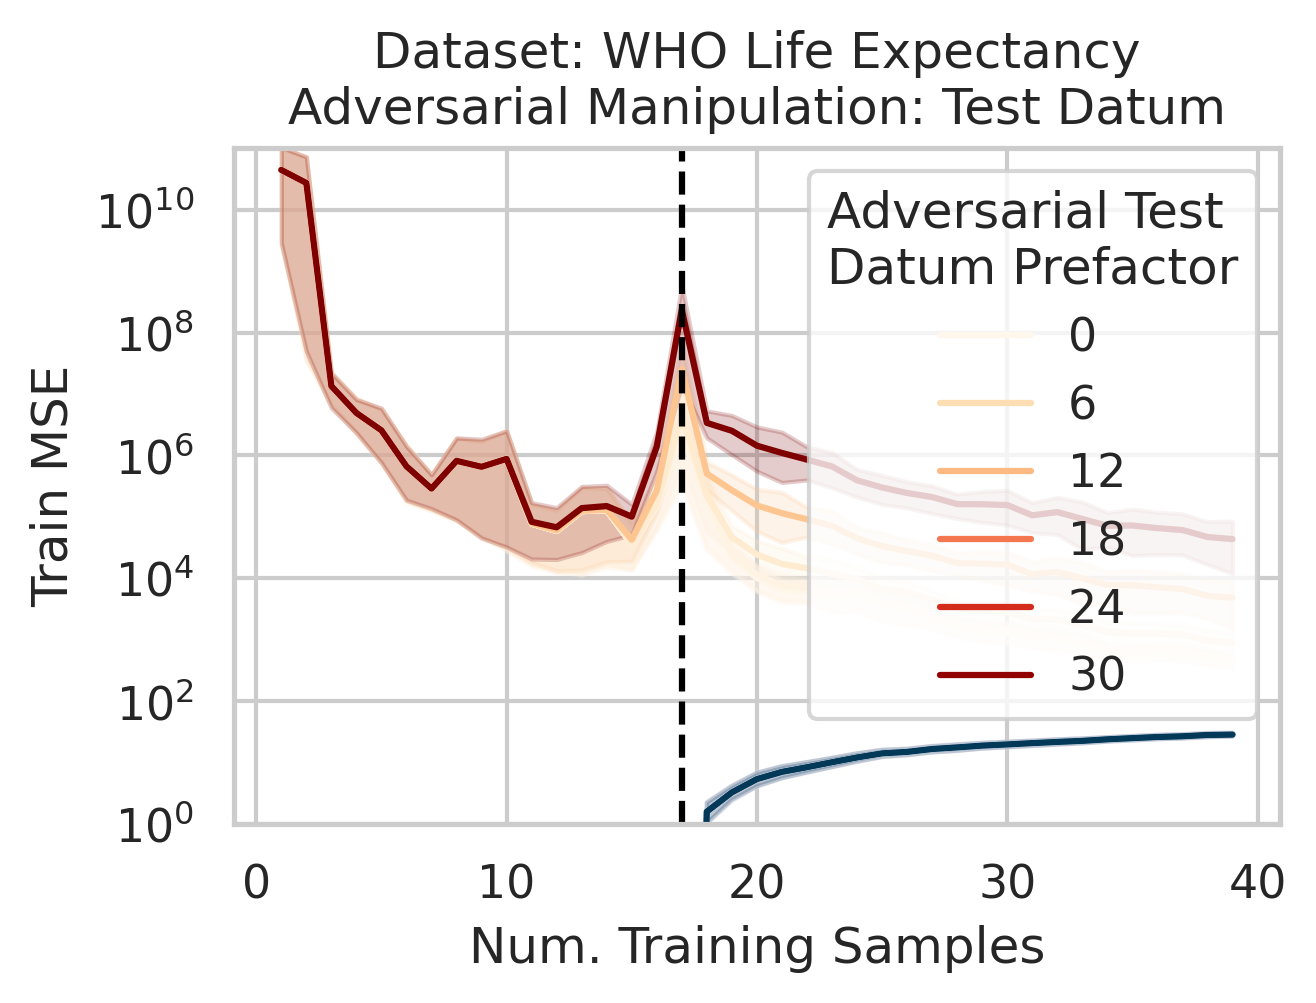 Dataset: WHO Life Expectancy
Adversarial Manipulation: Test Datum
Train MSE
10^10
10^8
10^6
10^4
10^2
10^0
Adversarial Test
Datum Prefactor
0
6
12
18
24
30
0 10 20 30 40
Num. Training Samples